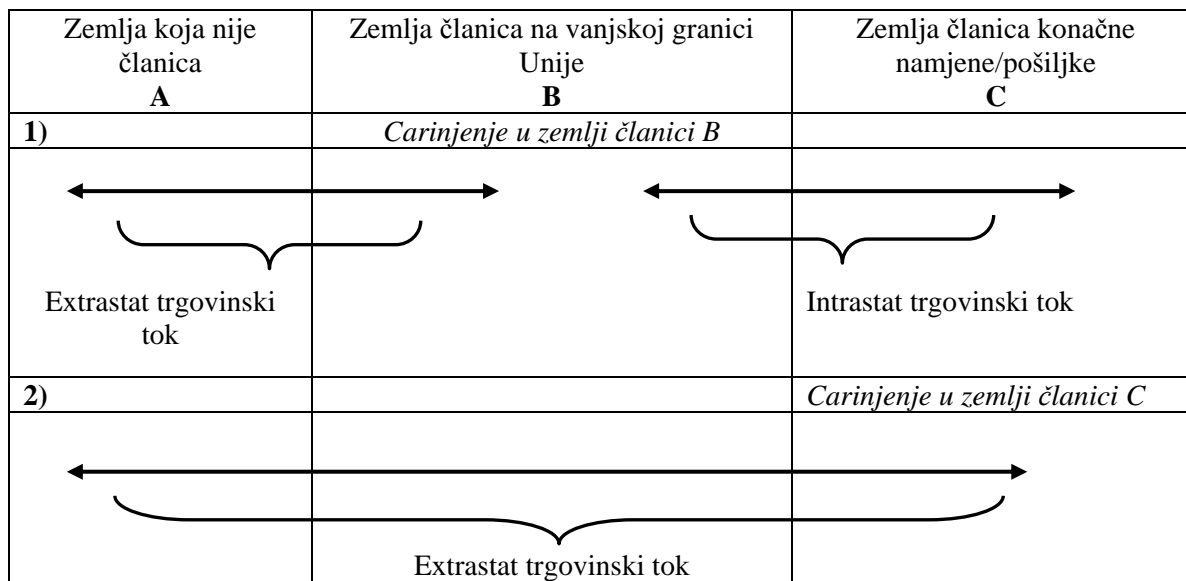 Zemlja koja nije
članica
A
Zemlja članica na vanjskoj granici
Unije
B
Zemlja članica konačne
namjene/pošiljke
C
1)
Carinjenje u zemlji članici B
Extrastat trgovinski
tok
Intrastat trgovinski tok
2)
Carinjenje u zemlji članici C
Extrastat trgovinski tok